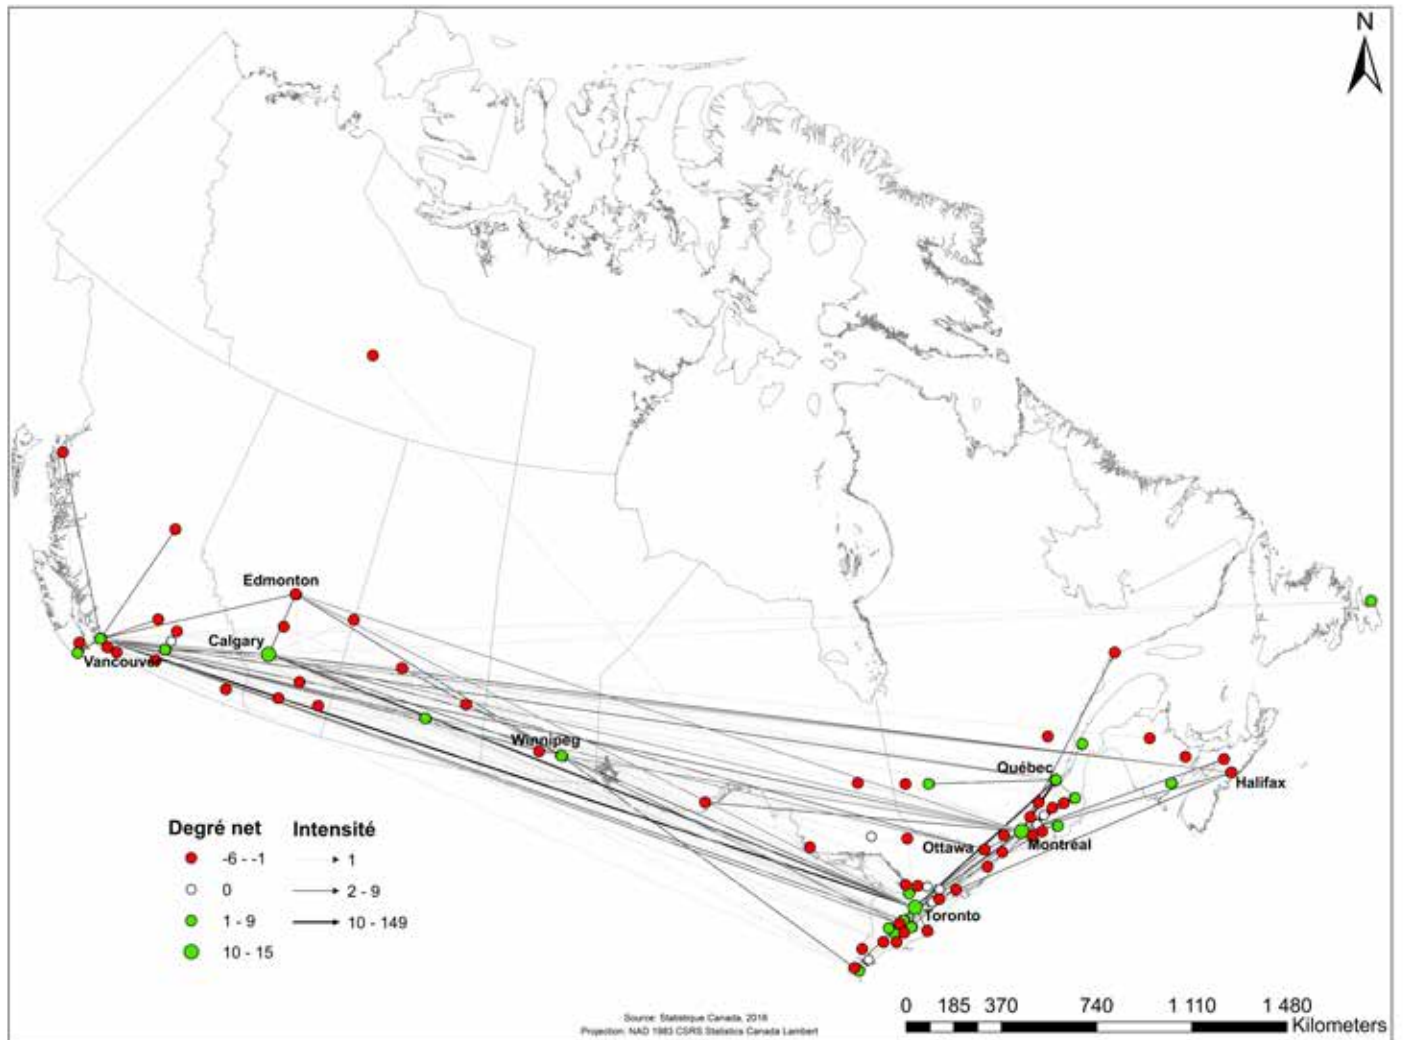 N
Edmonton
Calgary
Vancouver
Winnipeg
Québec
Halifax
Ottawa
Montréal
Toronto
Degré net Intensité
-6 - -1 1
0 2 - 9
1 - 9 10 - 149
10 - 15
0 185 370 740 1 110 1 480
Kilometers
Source: Statistique Canada, 2016
Projection: NAD 1983 CSRS Statistics Canada Lambert